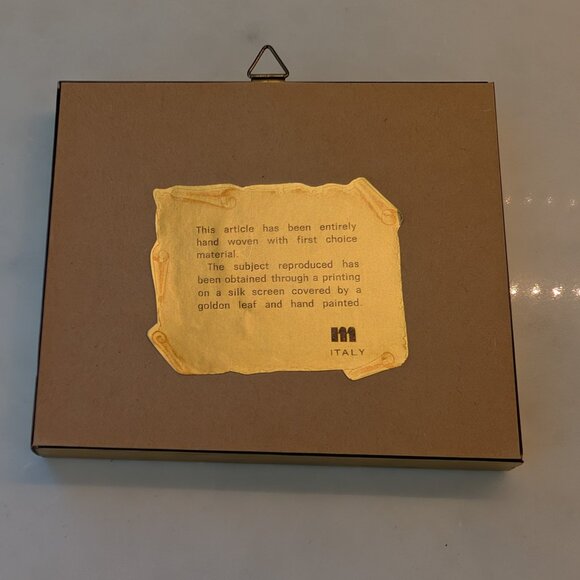 This article has been entirely
hand woven with first choice
material.
The subject reproduced has
been obtained through a printing
on a silk screen covered by a
golden leaf and hand painted.
m
ITALY